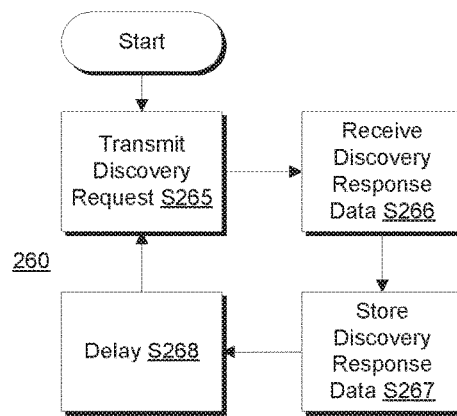 Start
Transmit
Discovery
Request S265
Receive
Discovery
Response
Data S266
260
Delay S268
Store
Discovery
Response
Data S267